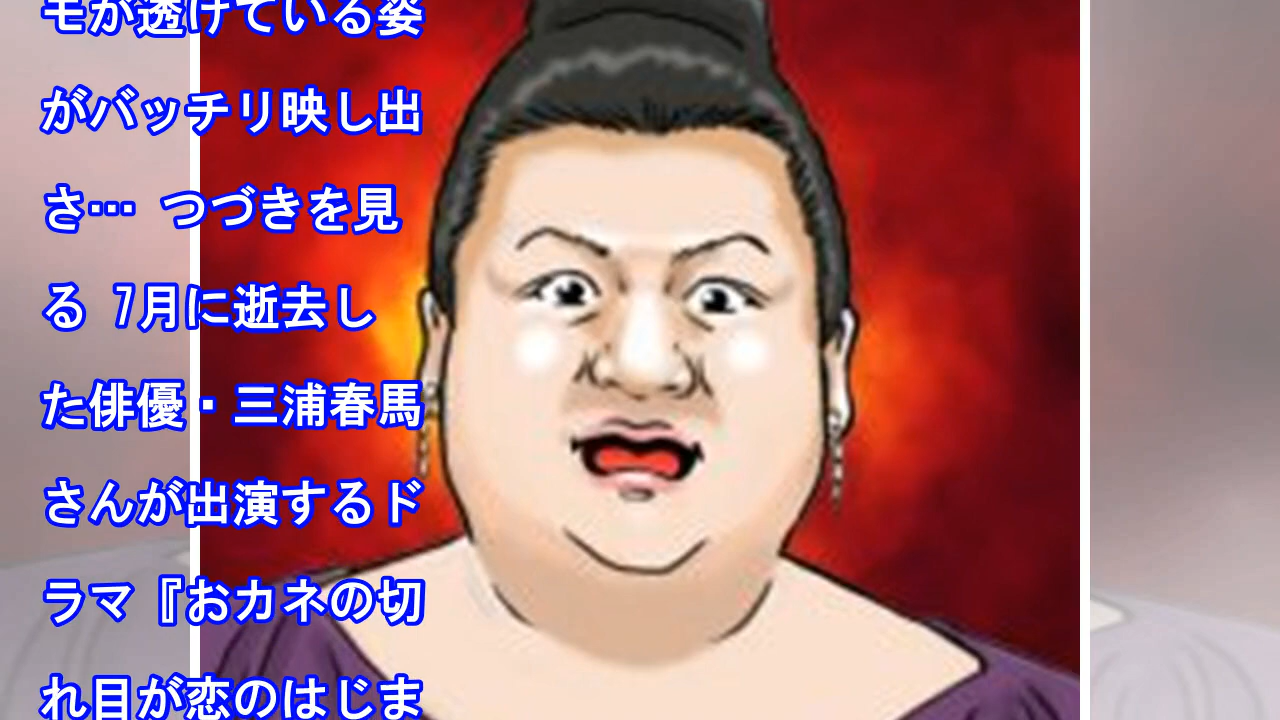 モが透けている姿
がバッチリ映し出
さ… つづきを見
る 7月に逝去し
た俳優・三浦春馬
さんが出演するド
ラマ『おカネの切
れ目が恋のはじま